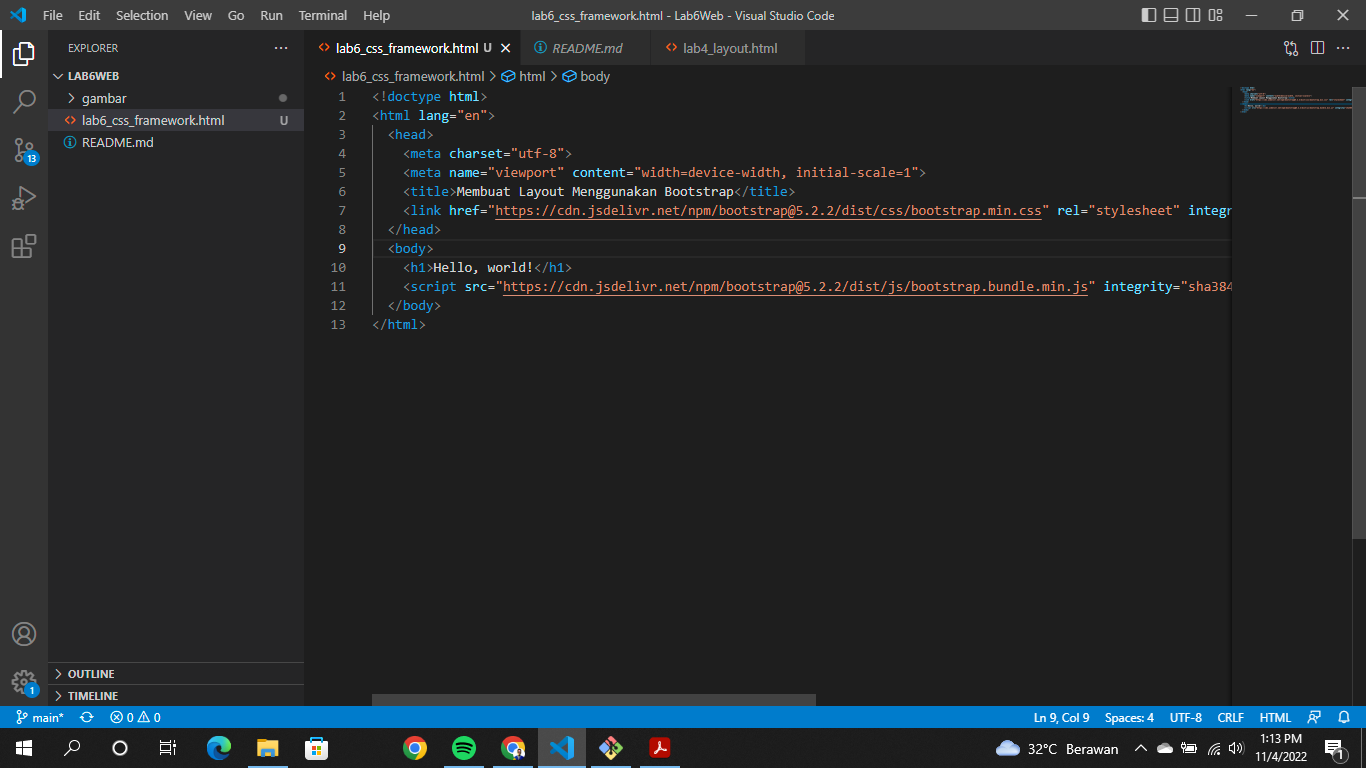 File Edit Selection View Go Run Terminal Help lab6_css_framework.html - Lab6Web - Visual Studio Code
EXPLORER
LAB6WEB
gambar
lab6_css_framework.html U
README.md
OUTLINE
TIMELINE
13
1
lab6_css_framework.html U README.md lab4_layout.html
lab6_css_framework.html > html > body
1 <!doctype html>
2 <html lang="en">
3 <head>
4 <meta charset="utf-8">
5 <meta name="viewport" content="width=device-width, initial-scale=1">
6 <title>Membuat Layout Menggunakan Bootstrap</title>
7 <link href="https://cdn.jsdelivr.net/npm/bootstrap@5.2.2/dist/css/bootstrap.min.css" rel="stylesheet" integr
8 </head>
9 <body>
10 <h1>Hello, world!</h1>
11 <script src="https://cdn.jsdelivr.net/npm/bootstrap@5.2.2/dist/js/bootstrap.bundle.min.js" integrity="sha384
12 </body>
13 </html>
main* 0 0 Ln 9, Col 9 Spaces: 4 UTF-8 CRLF HTML
32°C Berawan 1:13 PM
11/4/2022 1